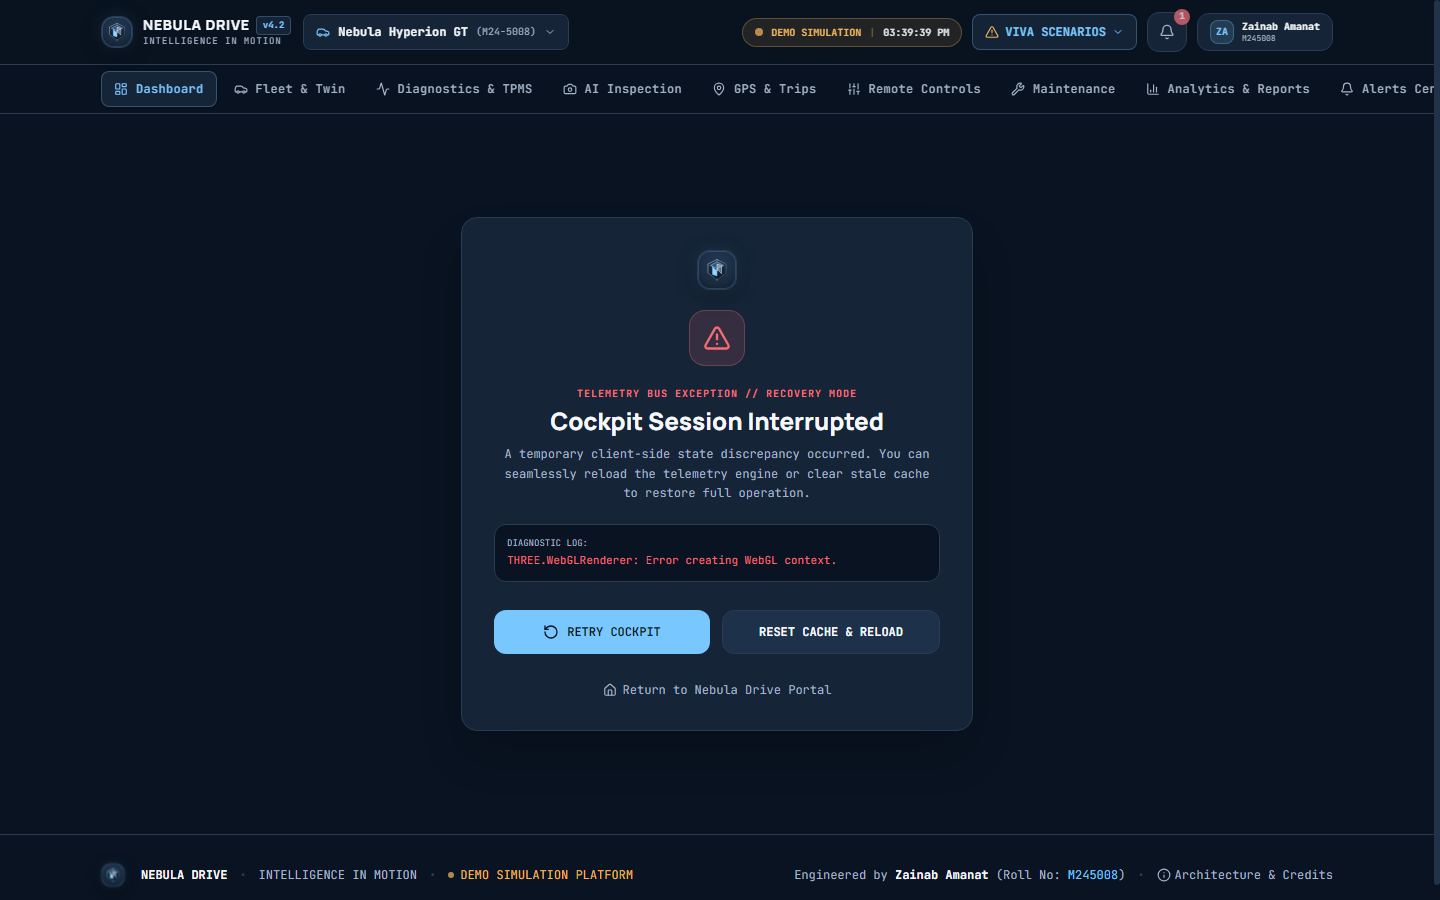 NEBULA DRIVE v4.2
INTELLIGENCE IN MOTION
Nebula Hyperion GT (M24-5008)
DEMO SIMULATION | 03:39:39 PM
VIVA SCENARIOS
1
ZA
Zainab Amanat
M245008
Dashboard
Fleet & Twin
Diagnostics & TPMS
AI Inspection
GPS & Trips
Remote Controls
Maintenance
Analytics & Reports
Alerts Cen
TELEMETRY BUS EXCEPTION // RECOVERY MODE
Cockpit Session Interrupted
A temporary client-side state discrepancy occurred. You can
seamlessly reload the telemetry engine or clear stale cache
to restore full operation.
DIAGNOSTIC LOG:
THREE.WebGLRenderer: Error creating WebGL context.
RETRY COCKPIT
RESET CACHE & RELOAD
Return to Nebula Drive Portal
NEBULA DRIVE · INTELLIGENCE IN MOTION · DEMO SIMULATION PLATFORM
Engineered by Zainab Amanat (Roll No: M245008) · Architecture & Credits